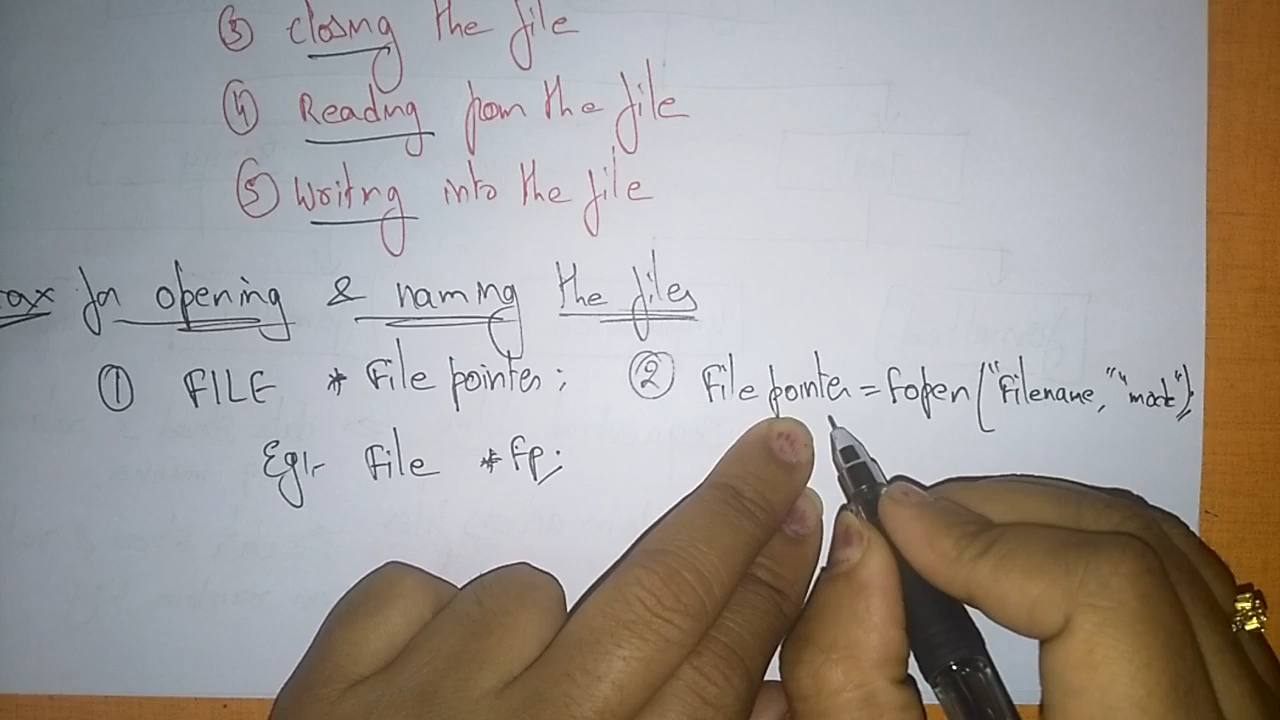 ③ closing the file
④ Reading from the file
⑤ Writing into the file
ax for opening & naming the files
① FILE * File pointer;
② File pointer = Fopen("Filename," "mode");
Eg:- File *Fp;